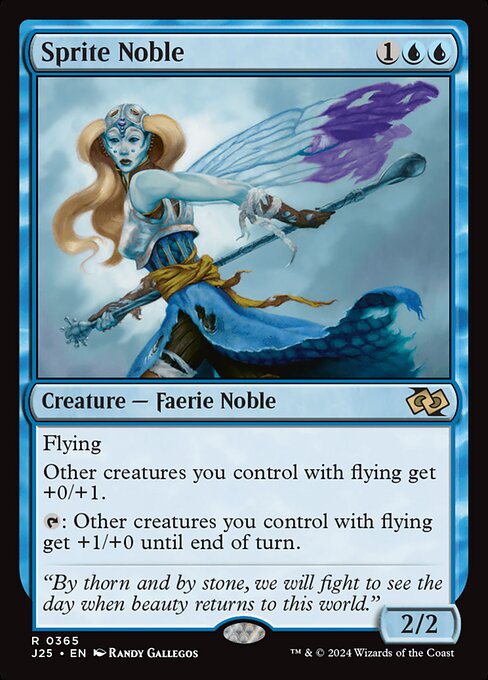 Sprite Noble 1
Creature — Faerie Noble
Flying
Other creatures you control with flying get
+0/+1.
: Other creatures you control with flying
get +1/+0 until end of turn.
“By thorn and by stone, we will fight to see the
day when beauty returns to this world.”
2/2
R 0365
J25 • EN RANDY GALLEGOS
™ & © 2024 Wizards of the Coast